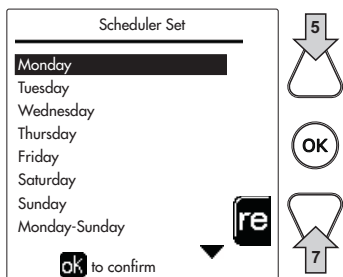 Scheduler Set
Monday
Tuesday
Wednesday
Thursday
Friday
Saturday
Sunday
Monday-Sunday
ok to confirm
re
5
OK
7